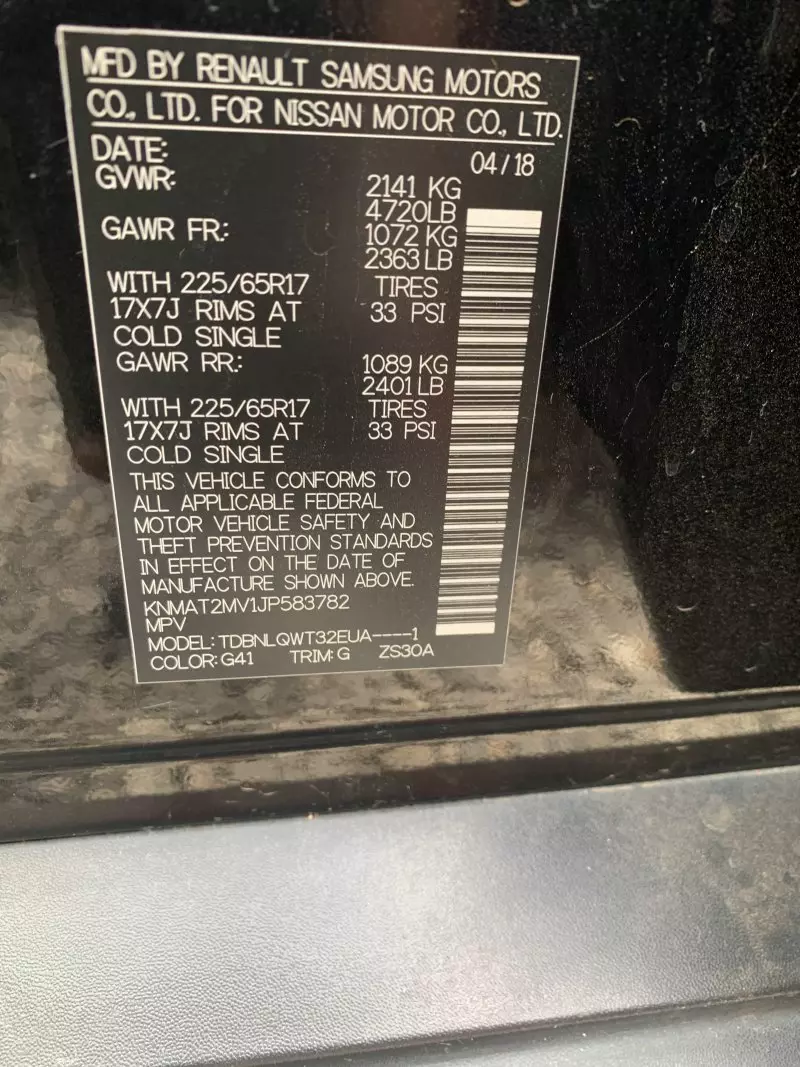 MFD BY RENAULT SAMSUNG MOTORS
CO., LTD. FOR NISSAN MOTOR CO., LTD.
DATE: 04/18
GVWR: 2141 KG
4720LB
GAWR FR.: 1072 KG
2363LB
WITH 225/65R17 TIRES
17X7J RIMS AT 33 PSI
COLD SINGLE
GAWR RR.: 1089 KG
2401LB
WITH 225/65R17 TIRES
17X7J RIMS AT 33 PSI
COLD SINGLE
THIS VEHICLE CONFORMS TO
ALL APPLICABLE FEDERAL
MOTOR VEHICLE SAFETY AND
THEFT PREVENTION STANDARDS
IN EFFECT ON THE DATE OF
MANUFACTURE SHOWN ABOVE.
KNMAT2MV1JP583782
MPV
MODEL: TDBNLQWT32EUA----1
COLOR: G41 TRIM: G ZS30A